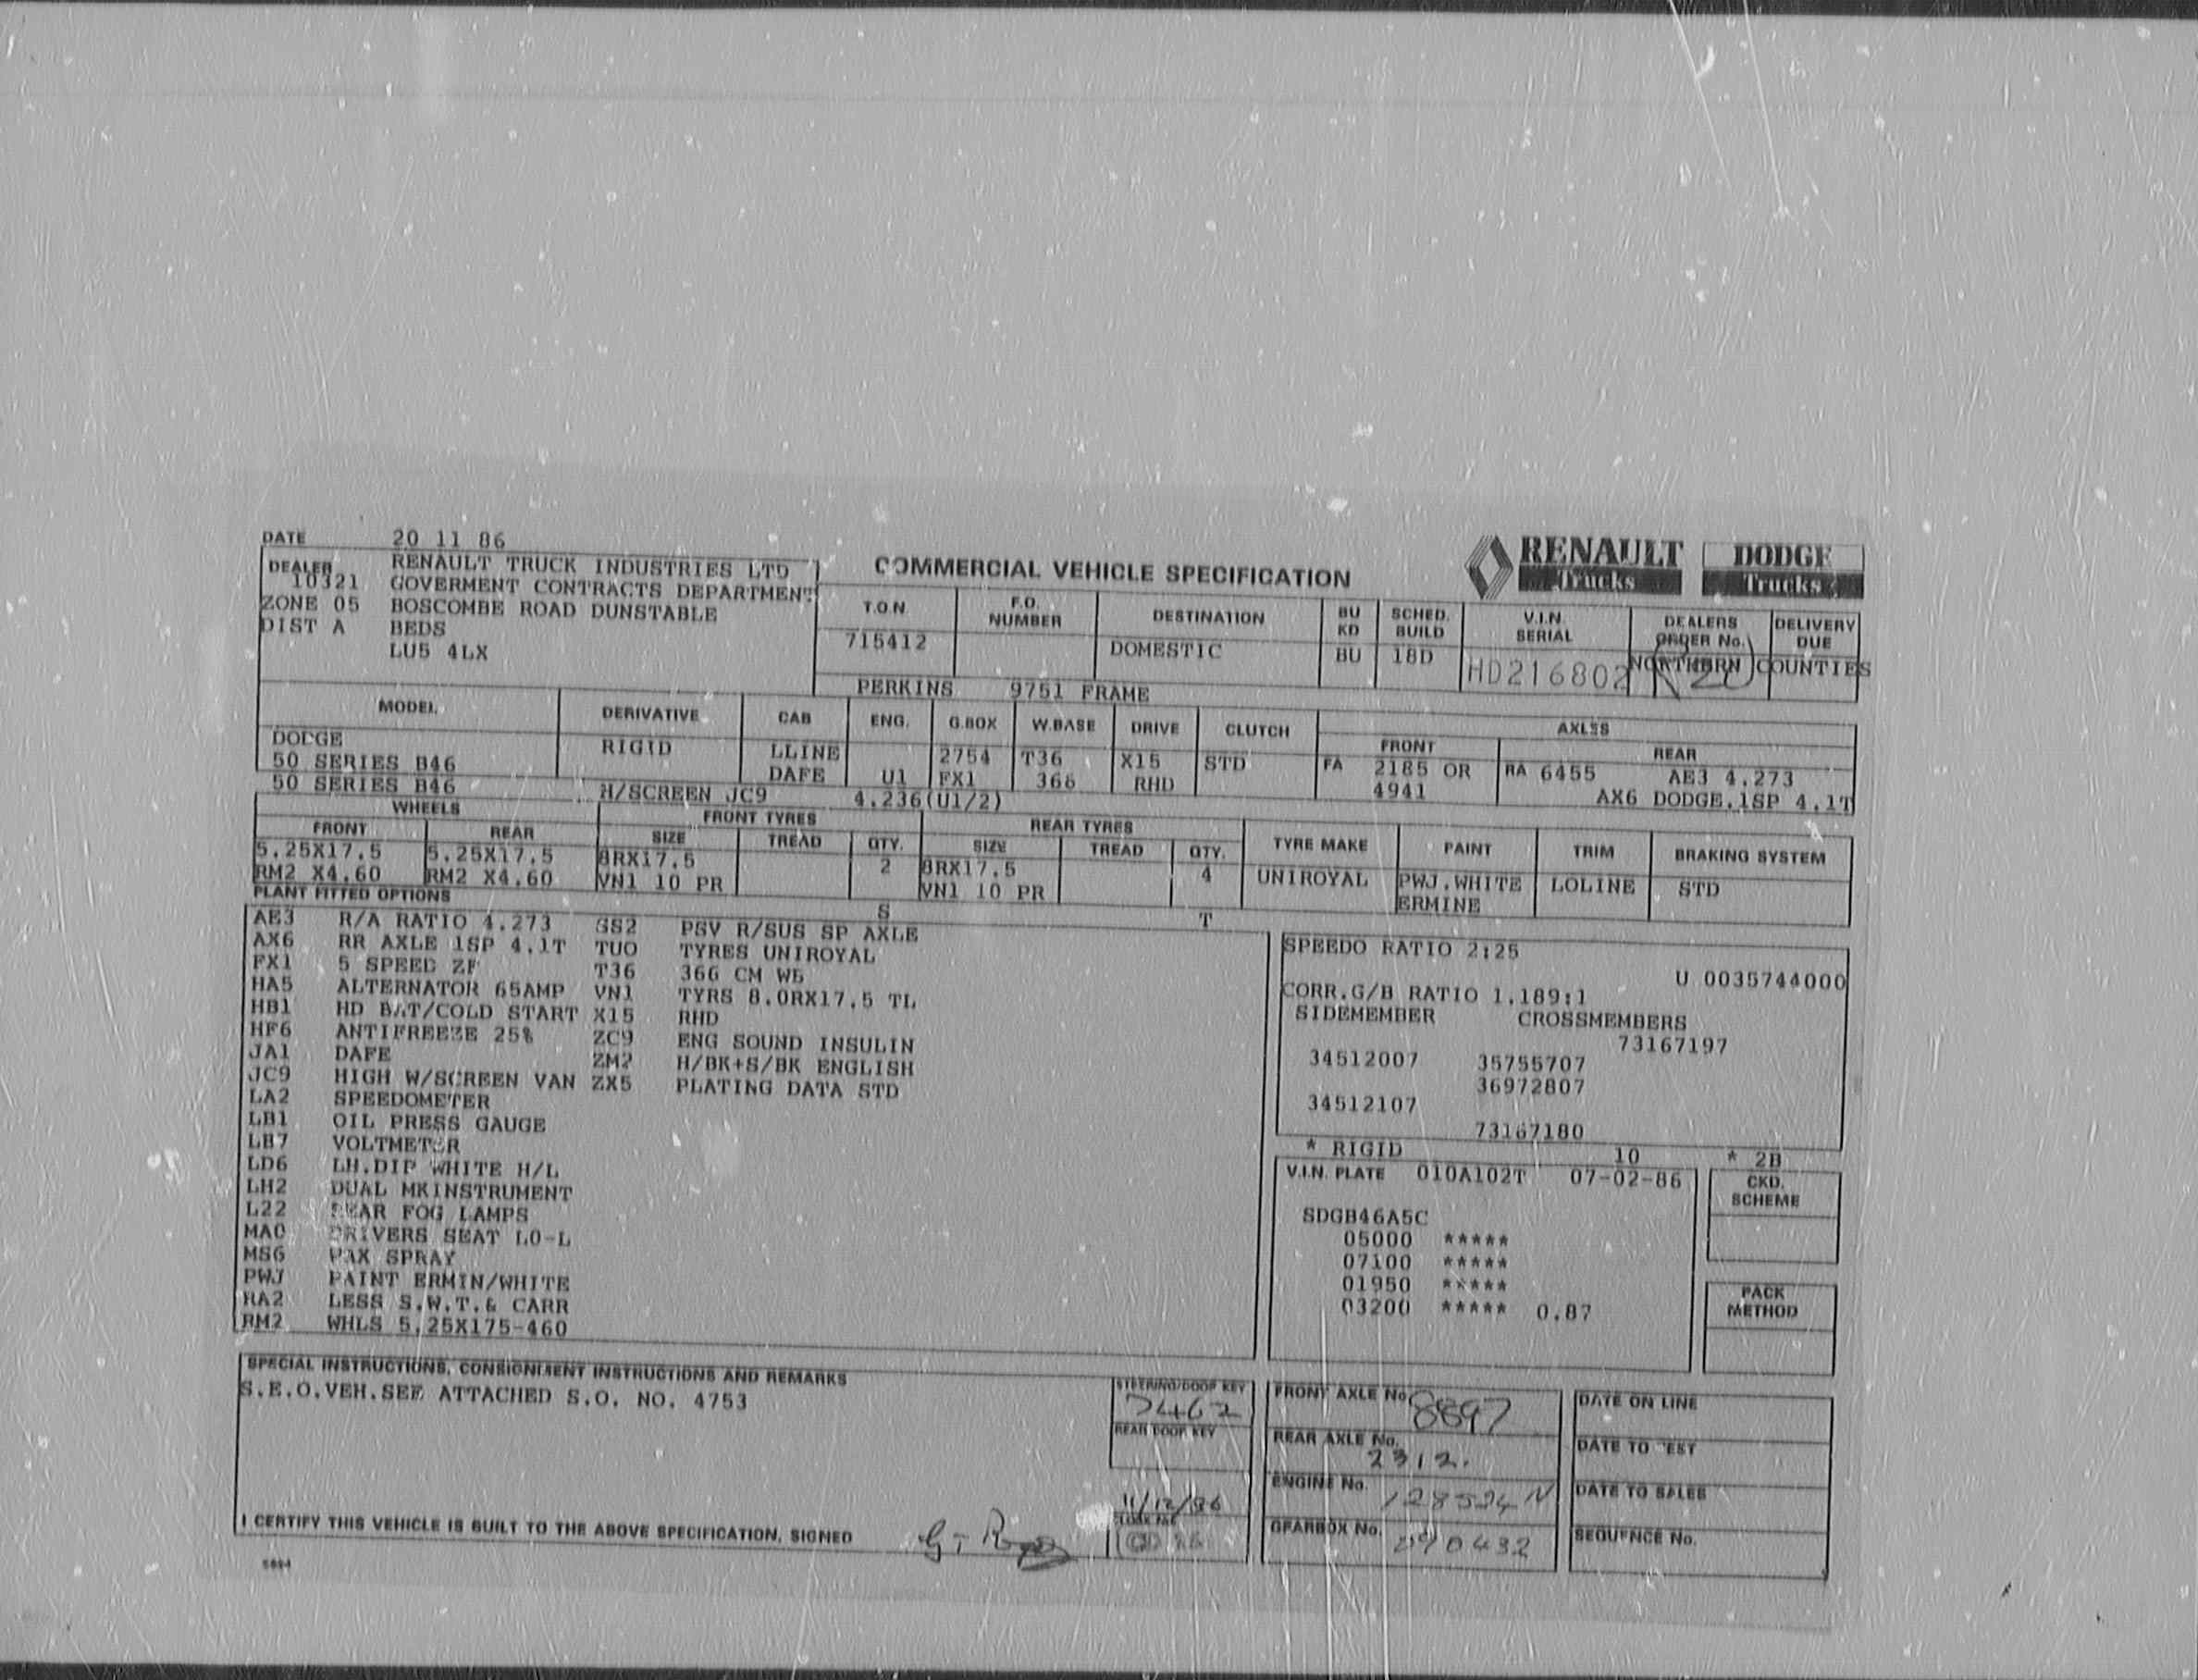 DATE 20 11 86
RENAULT Trucks DODGE Trucks
COMMERCIAL VEHICLE SPECIFICATION
DEALER RENAULT TRUCK INDUSTRIES LTD
10321 GOVERMENT CONTRACTS DEPARTMENT
ZONE 05 BOSCOMBE ROAD DUNSTABLE
DIST A BEDS
LU5 4LX
T.O.N. F.O. NUMBER DESTINATION BU KD SCHED. BUILD V.I.N. SERIAL DEALERS ORDER No. DELIVERY DUE
715412 DOMESTIC BU 18D HD216802 NORTHERN COUNTIES
PERKINS 9751 FRAME
MODEL DERIVATIVE CAB ENG. G.BOX W.BASE DRIVE CLUTCH AXLES
FRONT REAR
DODGE RIGID LLINE 2754 T36 X15 STD FA 2185 OR RA 6455 AE3 4.273
50 SERIES B46 DAFE U1 FX1 366 RHD 4941 AX6 DODGE.1SP 4.1T
50 SERIES B46 H/SCREEN JC9 4.236(U1/2)
WHEELS FRONT TYRES REAR TYRES
FRONT REAR SIZE TREAD QTY. SIZE TREAD QTY. TYRE MAKE PAINT TRIM BRAKING SYSTEM
5.25X17.5 5.25X17.5 8RX17.5 2 8RX17.5 4 UNIROYAL PWJ.WHITE LOLINE STD
RM2 X4.60 RM2 X4.60 VN1 10 PR VN1 10 PR ERMINE
PLANT FITTED OPTIONS
S T
AE3 R/A RATIO 4.273 GS2 PSV R/SUS SP AXLE
AX6 RR AXLE 1SP 4.1T TUO TYRES UNIROYAL
FX1 5 SPEED ZF T36 366 CM WB
HA5 ALTERNATOR 65AMP VN1 TYRS 8.0RX17.5 TL
HB1 HD BAT/COLD START X15 RHD
HF6 ANTIFREEZE 25% ZC9 ENG SOUND INSULIN
JA1 DAFE ZM2 H/BK+S/BK ENGLISH
JC9 HIGH W/SCREEN VAN ZX5 PLATING DATA STD
LA2 SPEEDOMETER
LB1 OIL PRESS GAUGE
LB7 VOLTMETER
LD6 LH.DIP WHITE H/L
LH2 DUAL MKINSTRUMENT
L22 REAR FOG LAMPS
MA0 DRIVERS SEAT LO-L
MS6 WAX SPRAY
PWJ PAINT ERMIN/WHITE
RA2 LESS S.W.T.& CARR
RM2 WHLS 5.25X175-460
SPEEDO RATIO 2:25
U 0035744000
CORR.G/B RATIO 1.189:1
SIDEMEMBER CROSSMEMBERS
73167197
34512007 35755707
36972807
34512107
73167180
* RIGID 10 * 2B
V.I.N. PLATE 010A102T 07-02-86
CKD. SCHEME
SDGB46A5C
05000 *****
07100 *****
01950 *****
03200 ***** 0.87
PACK METHOD
SPECIAL INSTRUCTIONS, CONSIGNMENT INSTRUCTIONS AND REMARKS
S.E.O.VEH.SEE ATTACHED S.O. NO. 4753
STEERING/DOOR KEY
REAR DOOR KEY
11/12/86
FRONT AXLE No. 8897
REAR AXLE No. 2312.
ENGINE No. 128524 N
GEARBOX No. 090432
DATE ON LINE
DATE TO TEST
DATE TO SALES
SEQUENCE No.
I CERTIFY THIS VEHICLE IS BUILT TO THE ABOVE SPECIFICATION, SIGNED